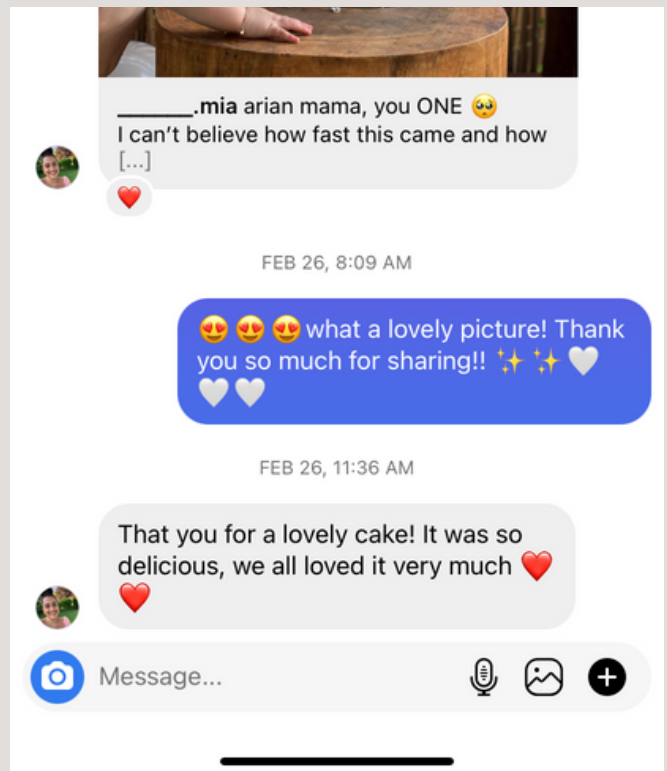 ______.mia arian mama, you ONE 🥺
I can't believe how fast this came and how
[...]
❤️
FEB 26, 8:09 AM
😍 😍 😍 what a lovely picture! Thank
you so much for sharing!! ✨ ✨ 🤍
🤍 🤍
FEB 26, 11:36 AM
That you for a lovely cake! It was so
delicious, we all loved it very much ❤️
❤️
Message...